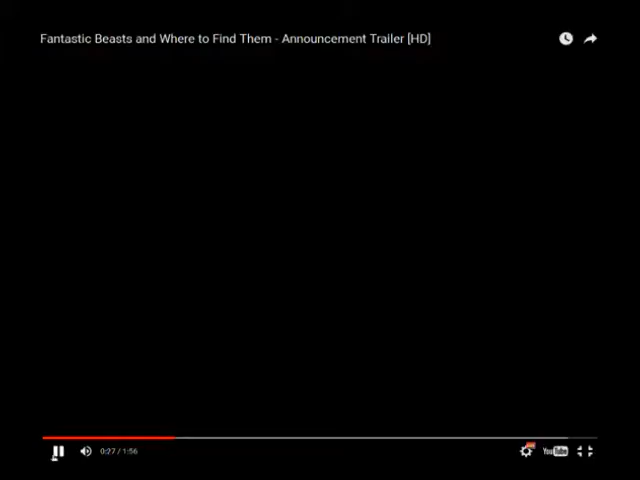 Fantastic Beasts and Where to Find Them - Announcement Trailer [HD]
0:27 / 1:56
YouTube